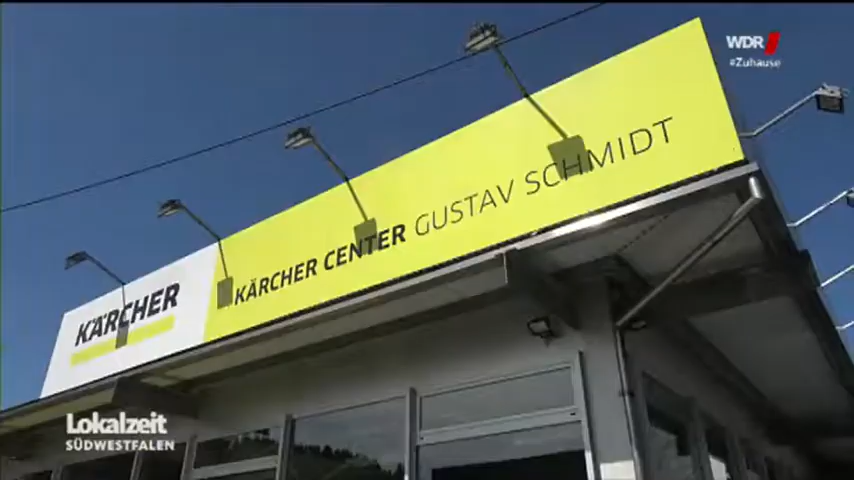 WDR
#Zuhause
KÄRCHER CENTER GUSTAV SCHMIDT
KÄRCHER
Lokalzeit
SÜDWESTFALEN